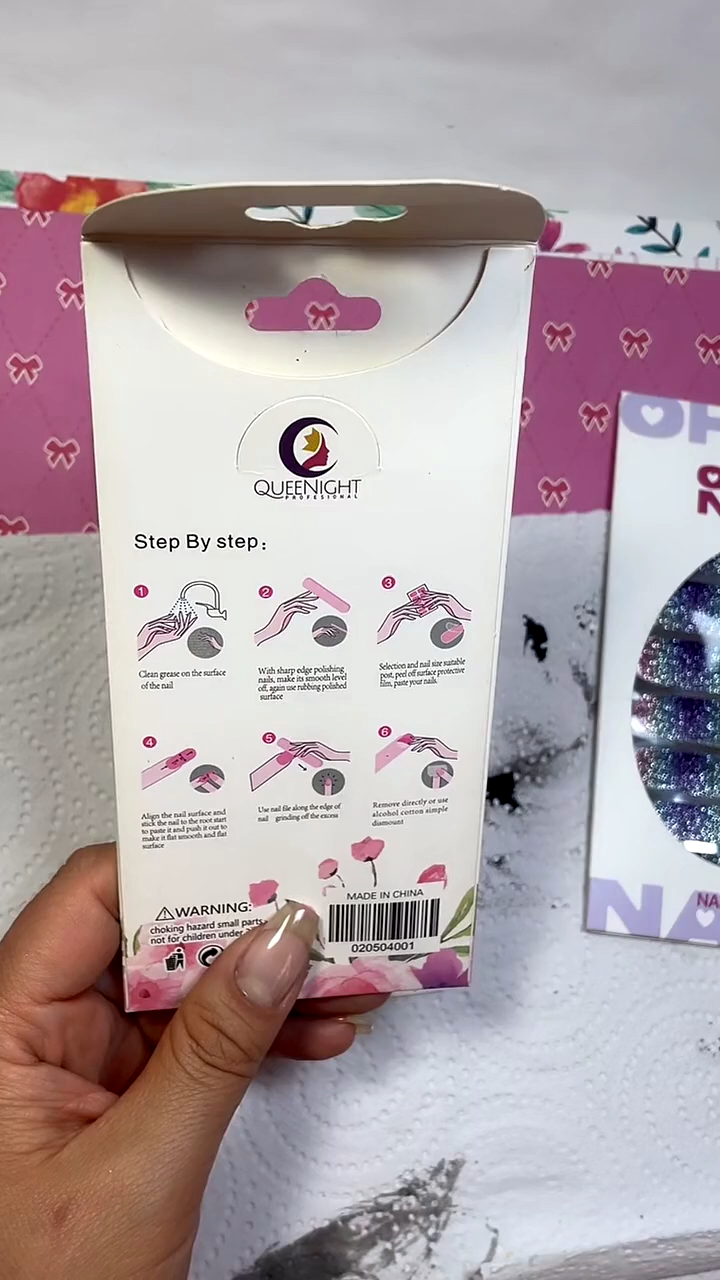 QUEENIGHT
PROFESIONAL
Step By step:
1
2
3
Clean grease on the surface
of the nail
With sharp edge polishing
nails, make its smooth level
off, again use rubbing polished
surface
Selection and nail size suitable
post, peel off surface protective
film, paste your nails.
4
5
6
Align the nail surface and
stick the nail to the root start
to paste it and push it out to
make it flat smooth and flat
surface
Use nail file along the edge of
nail grinding off the excess
Remove directly or use
alcohol cotton simple
diamount
WARNING:
choking hazard small parts
not for children under
MADE IN CHINA
020504001
NA
NA